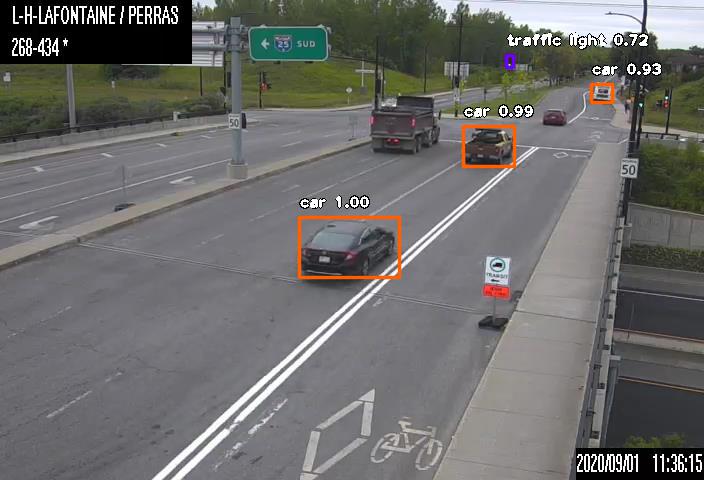 L-H-LAFONTAINE / PERRAS
268-434 *
25 SUD
traffic light 0.72
car 0.93
car 0.99
50
50
car 1.00
TRANSIT
2020/09/01 11:36:15